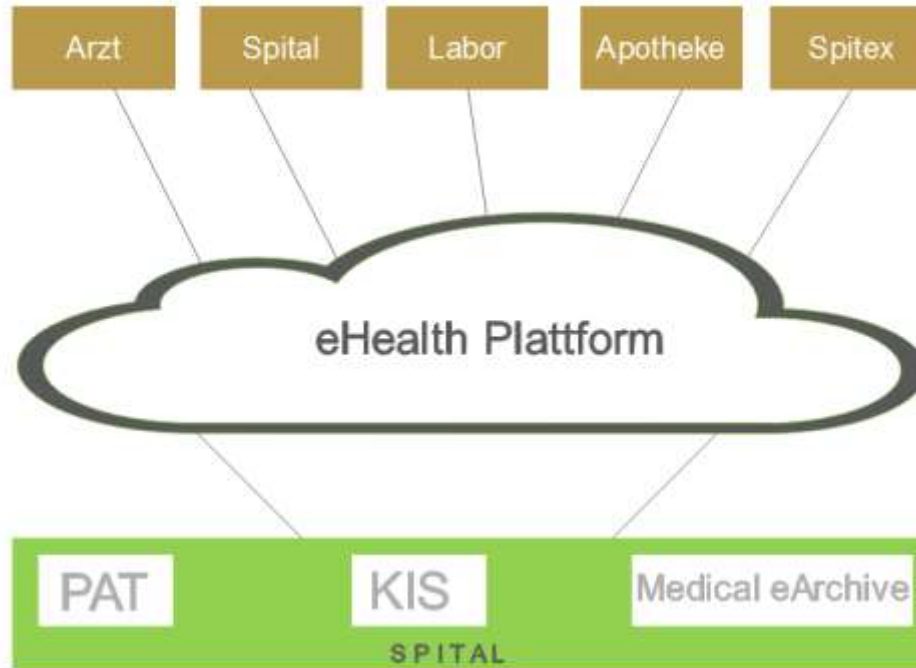 Arzt
Spital
Labor
Apotheke
Spitex
eHealth Plattform
PAT
KIS
Medical eArchive
SPITAL